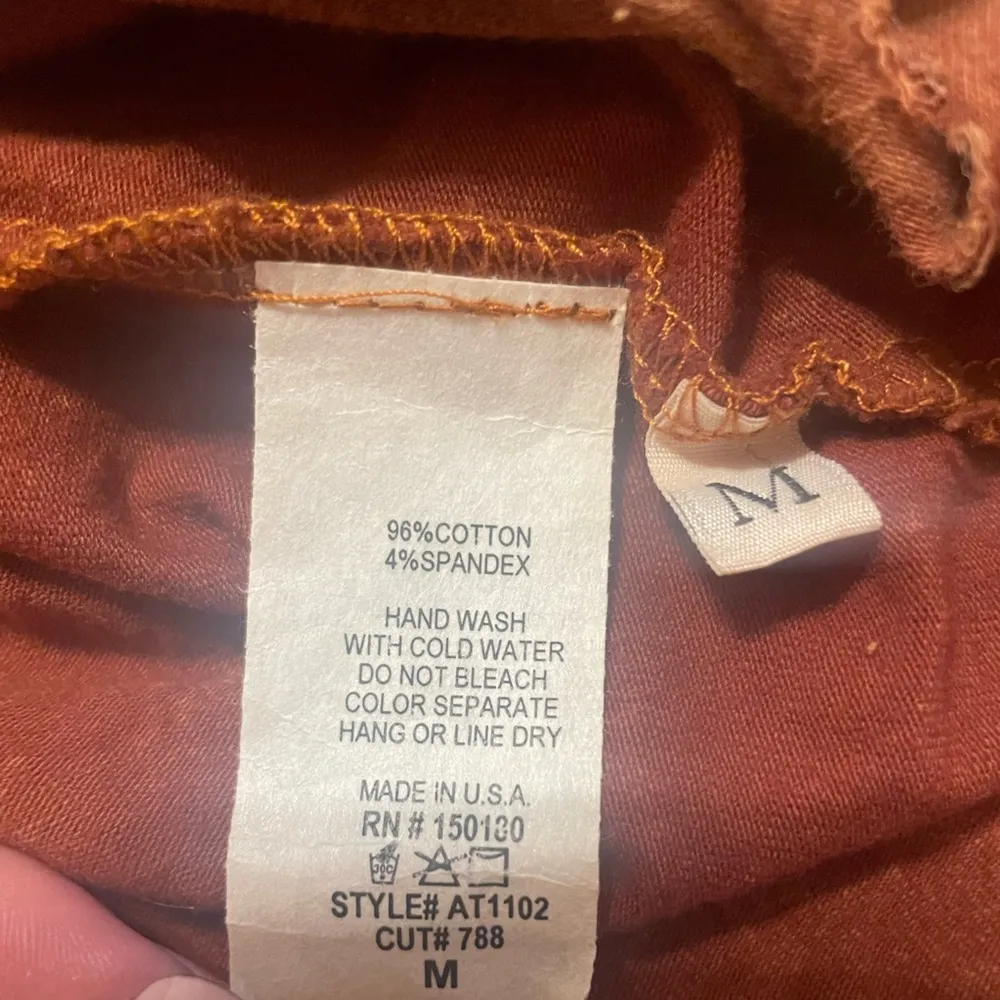 96%COTTON
4%SPANDEX
HAND WASH
WITH COLD WATER
DO NOT BLEACH
COLOR SEPARATE
HANG OR LINE DRY
MADE IN U.S.A.
RN # 150180
30C
STYLE# AT1102
CUT# 788
M
M